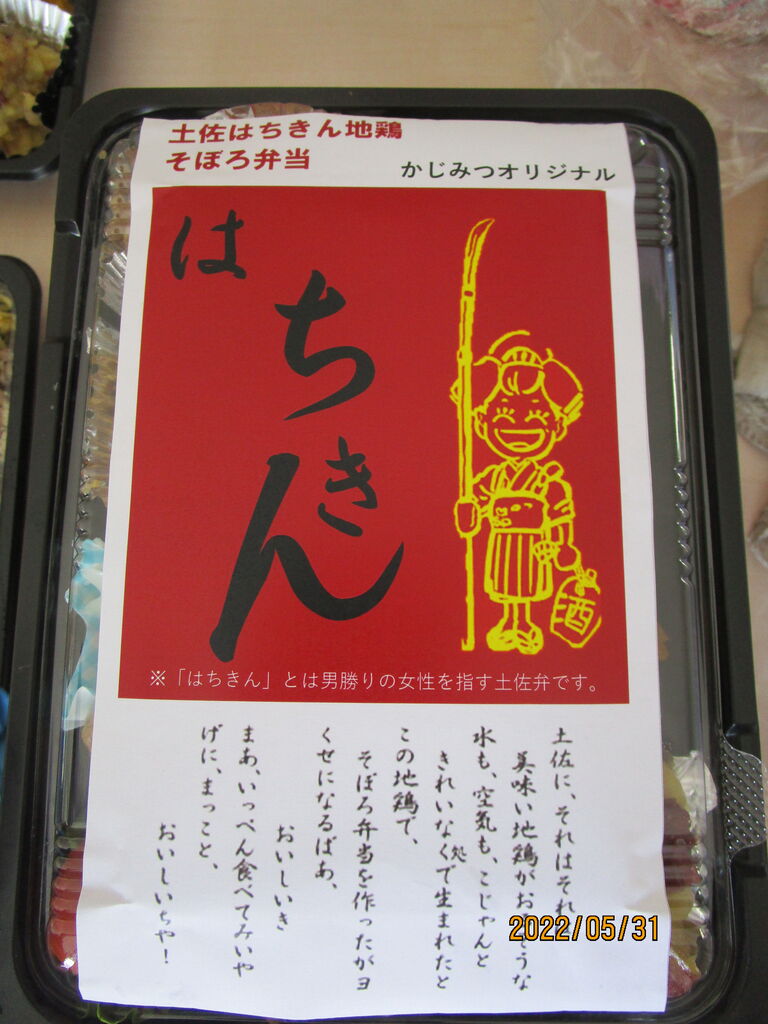 土佐はちきん地鶏
そぼろ弁当
かじみつオリジナル
はちきん
酒
※「はちきん」とは男勝りの女性を指す土佐弁です。
土佐に、それはそれは
美味い地鶏がおるそうな
水も、空気も、こじゃんと
きれいなくで生まれたと
処
この地鶏で、
そぼろ弁当を作ったがヨ
くせになるばあ、
おいしいき
まあ、いっぺん食べてみいや
げに、まっこと、
おいしいちや！
2022/05/31